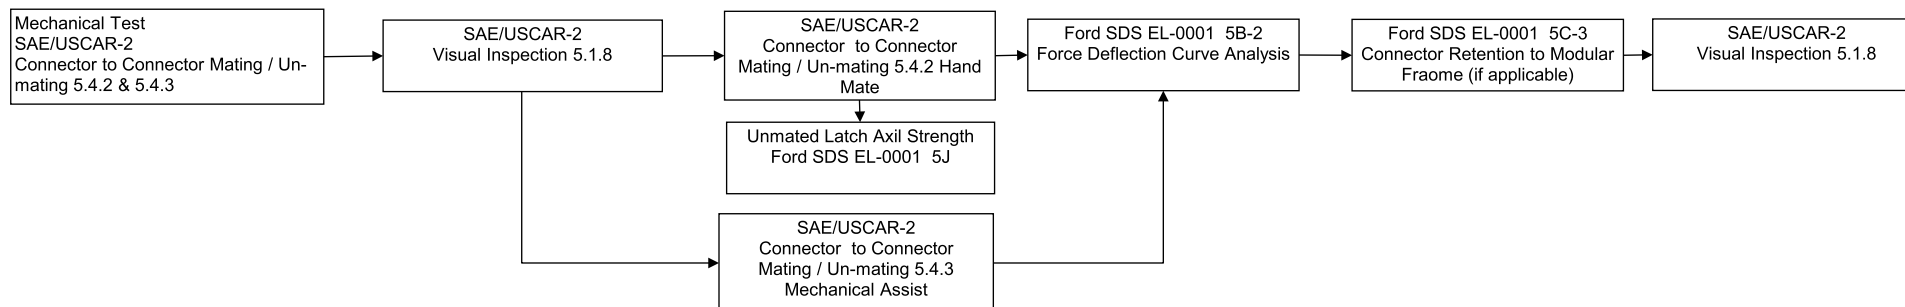 Mechanical Test
SAE/USCAR-2
Connector to Connector Mating / Un-
mating 5.4.2 & 5.4.3
SAE/USCAR-2
Visual Inspection 5.1.8
SAE/USCAR-2
Connector  to Connector
Mating / Un-mating 5.4.2 Hand
Mate
Unmated Latch Axil Strength
Ford SDS EL-0001  5J
SAE/USCAR-2
Connector  to Connector
Mating / Un-mating 5.4.3
Mechanical Assist
Ford SDS EL-0001  5B-2
Force Deflection Curve Analysis
Ford SDS EL-0001  5C-3
Connector Retention to Modular
Fraome (if applicable)
SAE/USCAR-2
Visual Inspection 5.1.8